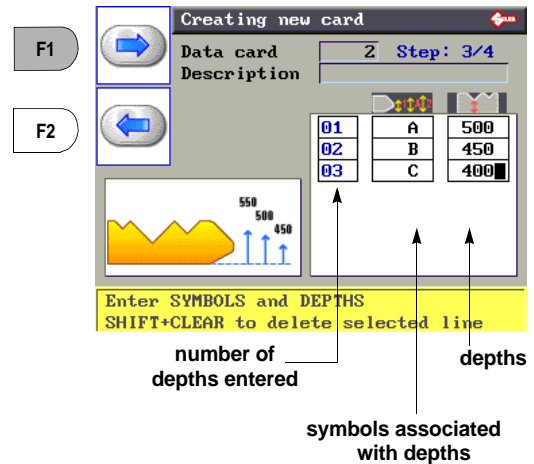 Creating new card
F1
Data card 2 Step: 3/4
Description
F2
01 A 500
02 B 450
03 C 400
550
500
450
Enter SYMBOLS and DEPTHS
SHIFT+CLEAR to delete selected line
number of
depths entered
depths
symbols associated
with depths